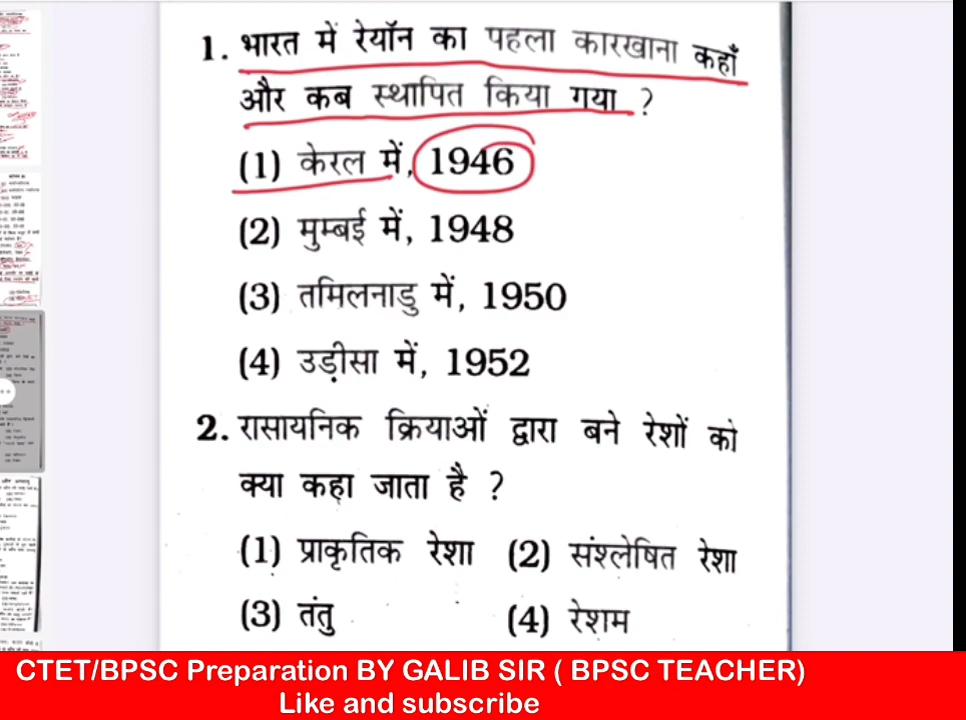 1. भारत में रेयॉन का पहला कारखाना कहाँ
और कब स्थापित किया गया ?
(1) केरल में, 1946
(2) मुम्बई में, 1948
(3) तमिलनाडु में, 1950
(4) उड़ीसा में, 1952
2. रासायनिक क्रियाओं द्वारा बने रेशों को
क्या कहा जाता है ?
(1) प्राकृतिक रेशा (2) संश्लेषित रेशा
(3) तंतु (4) रेशम
CTET/BPSC Preparation BY GALIB SIR ( BPSC TEACHER)
Like and subscribe